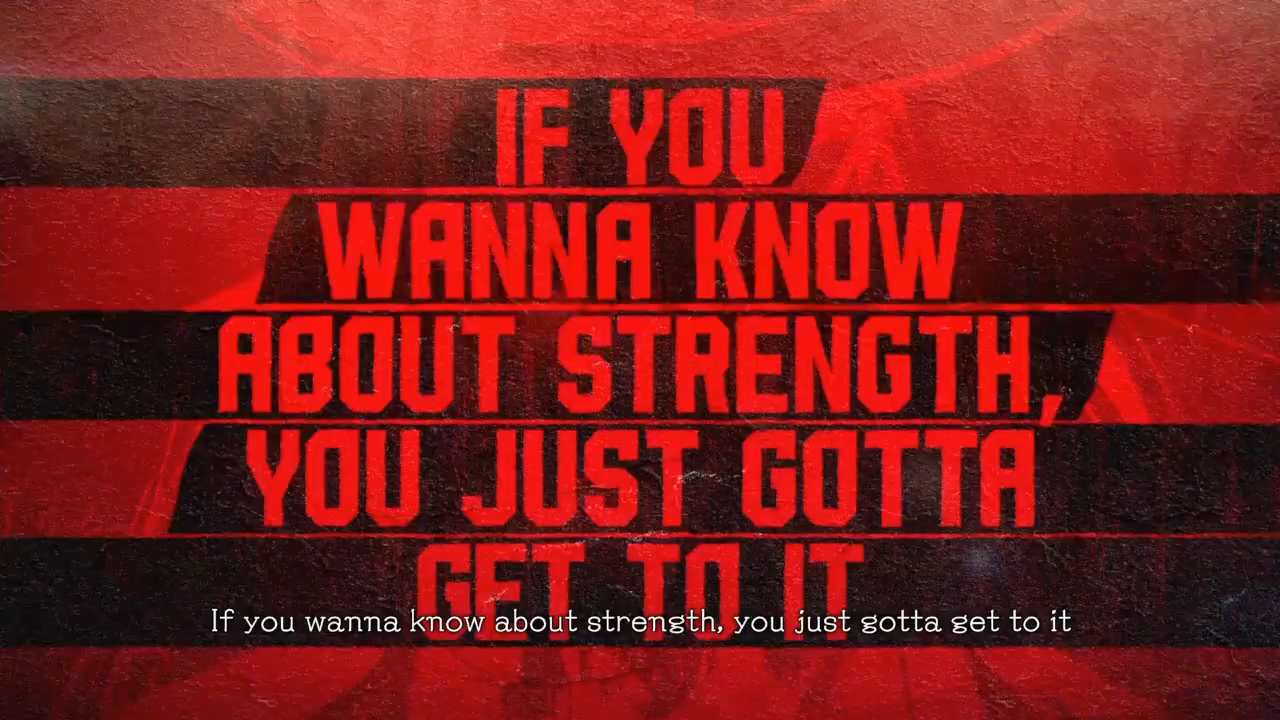 IF YOU
WANNA KNOW
ABOUT STRENGTH,
YOU JUST GOTTA
GET TO IT
If you wanna know about strength, you just gotta get to it